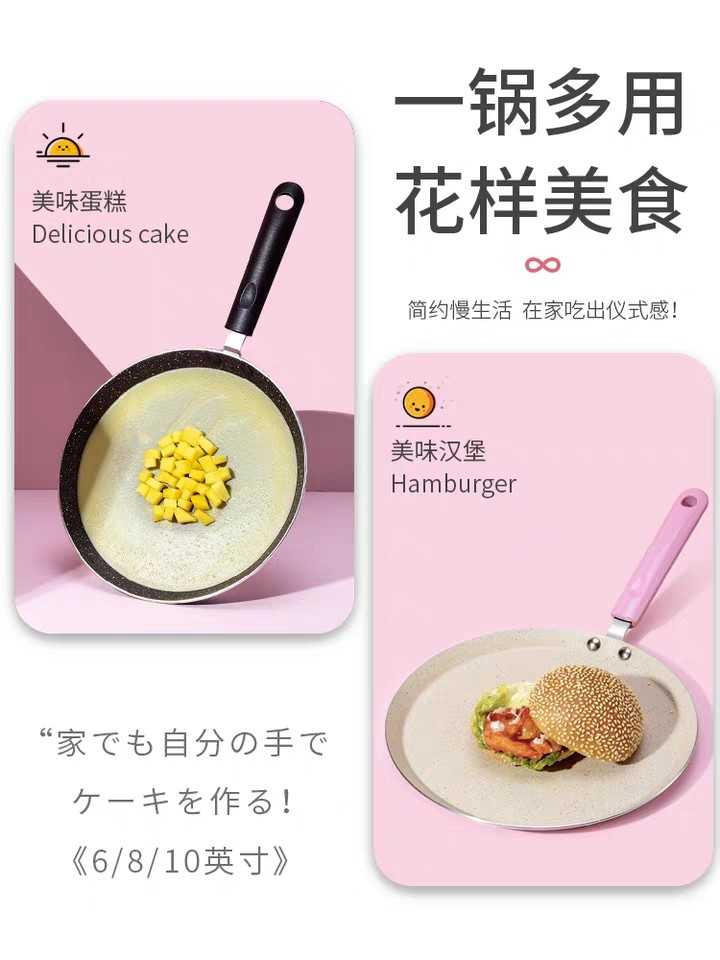 一锅多用
花样美食
简约慢生活 在家吃出仪式感！
美味蛋糕
Delicious cake
美味汉堡
Hamburger
“家でも自分の手で
ケーキを作る！
《6/8/10英寸》